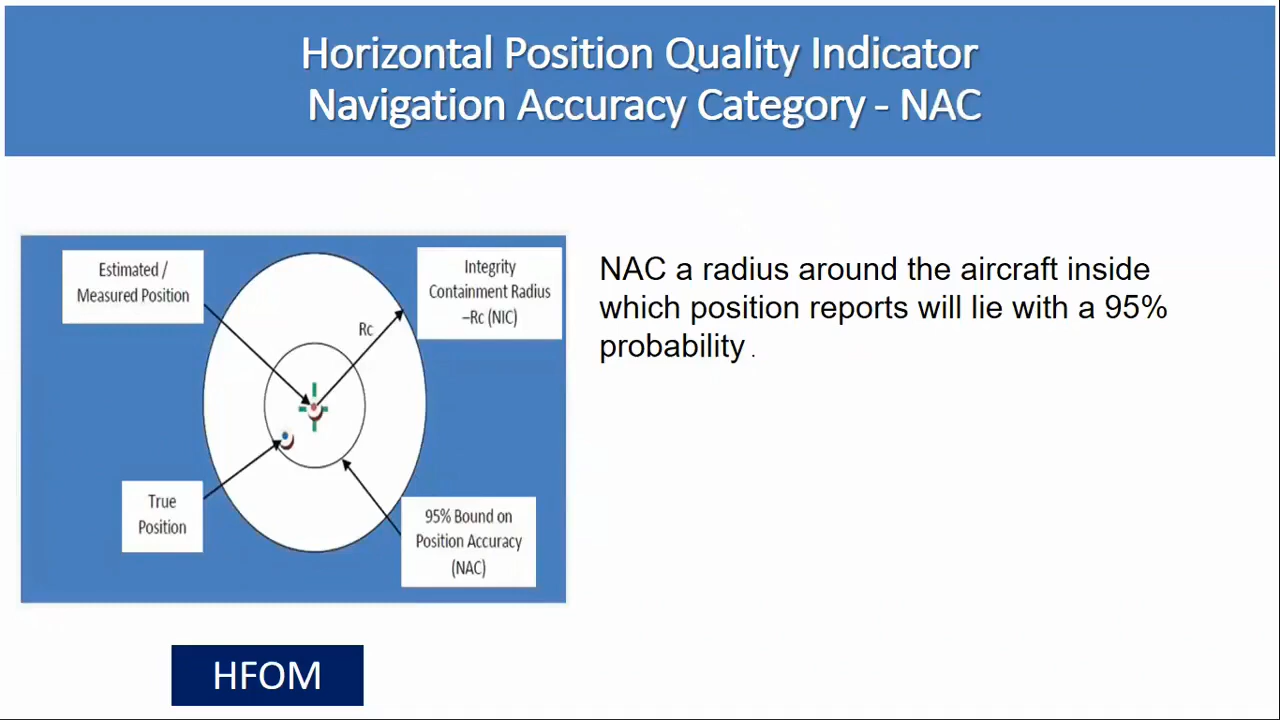 Horizontal Position Quality Indicator
Navigation Accuracy Category - NAC
Estimated /
Measured Position
Integrity
Containment Radius
–Rc (NIC)
Rc
True
Position
95% Bound on
Position Accuracy
(NAC)
NAC a radius around the aircraft inside
which position reports will lie with a 95%
probability .
HFOM